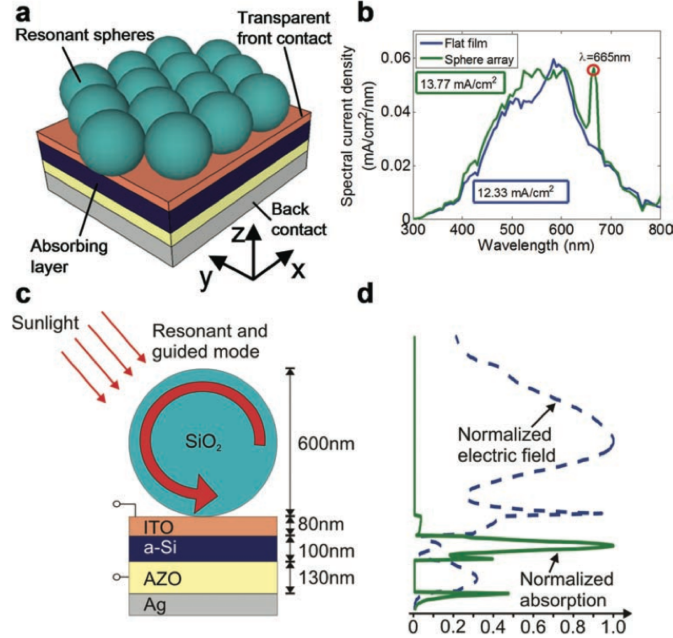 a
Resonant spheres
Transparent
front contact
Absorbing
layer
Back
contact
z
y
x
b
Spectral current density
(mA/cm²/nm)
0.06
0.04
0.02
0
300 400 500 600 700 800
Wavelength (nm)
Flat film
Sphere array
λ=665nm
13.77 mA/cm²
12.33 mA/cm²
c
Sunlight
Resonant and
guided mode
SiO₂
600nm
ITO
80nm
a-Si
100nm
AZO
130nm
Ag
d
Normalized
electric field
Normalized
absorption
0 0.2 0.4 0.6 0.8 1.0